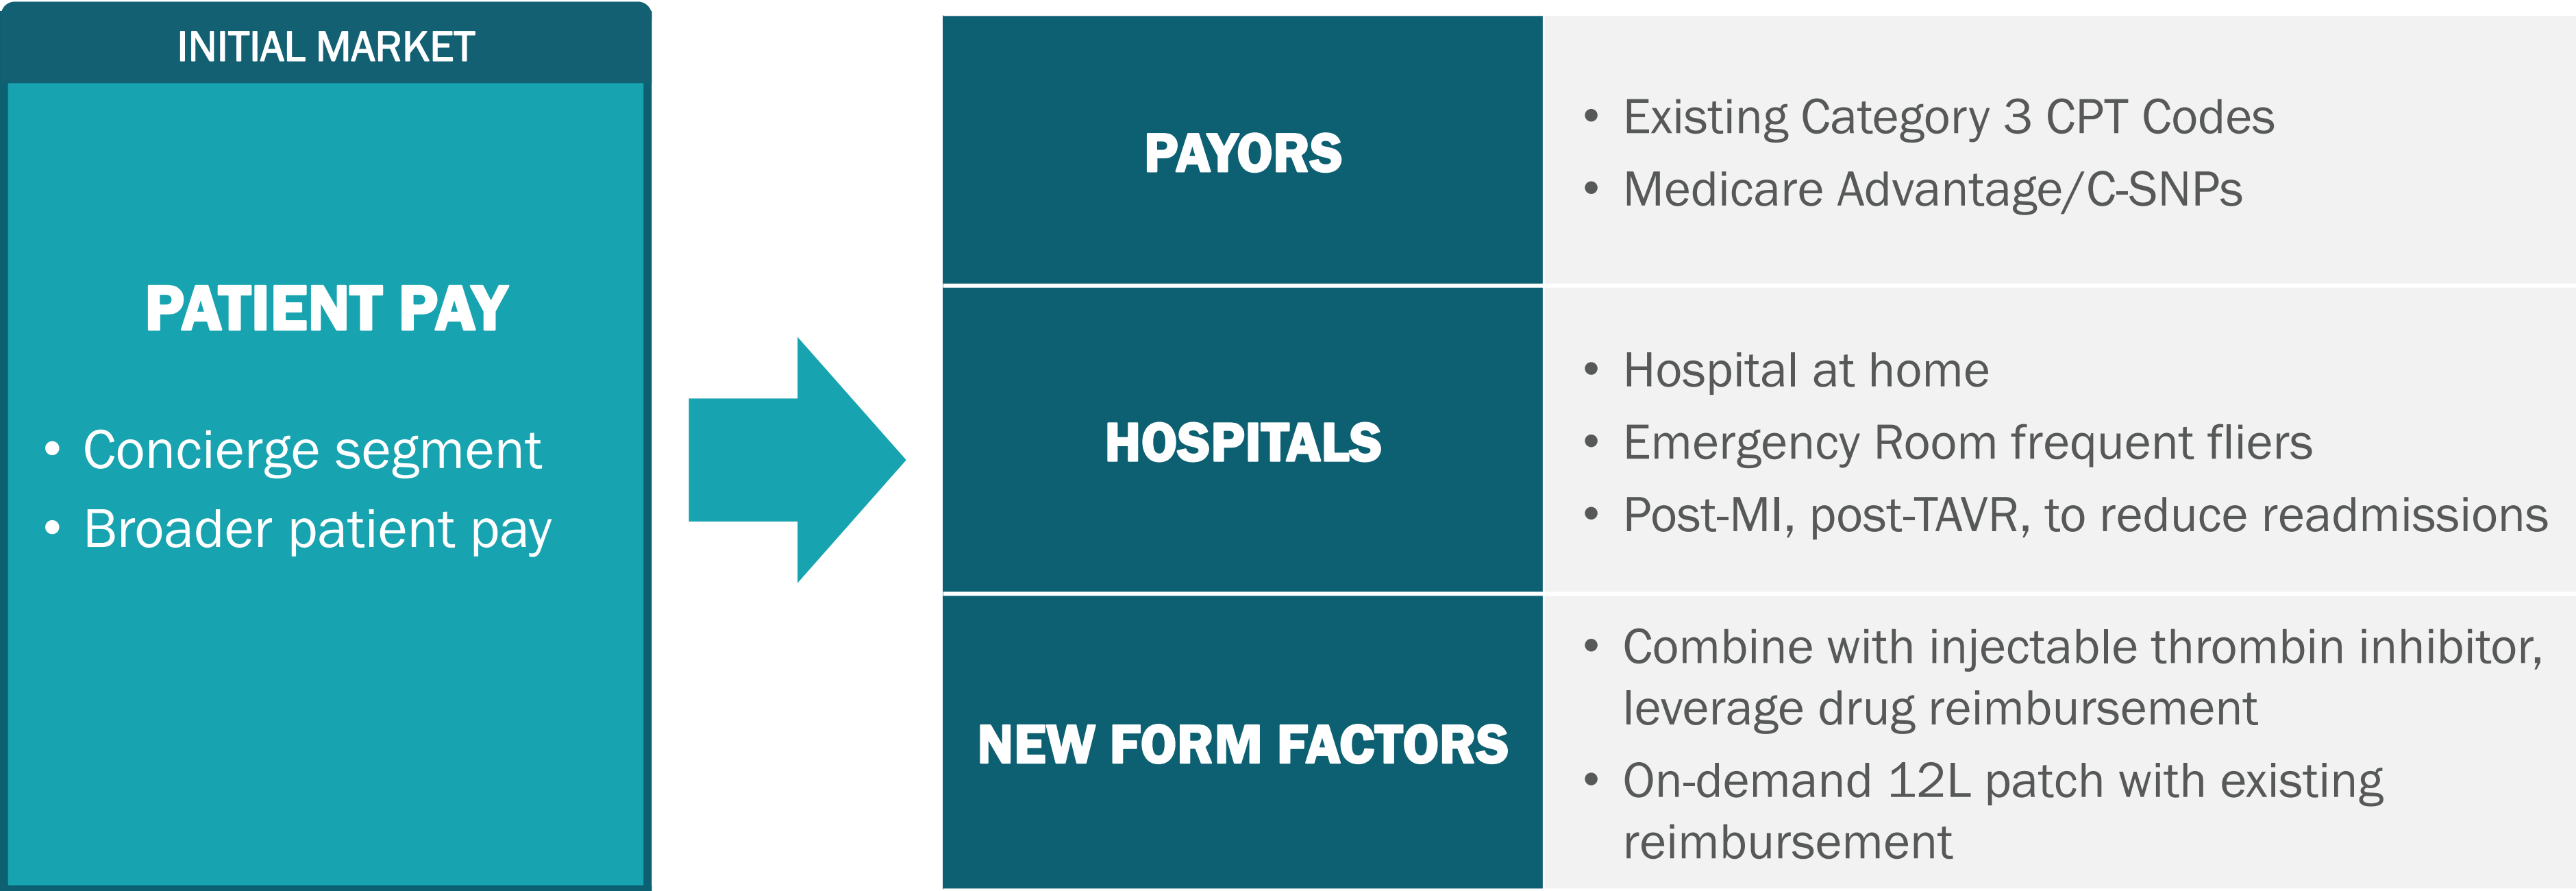 INITIAL MARKET
PATIENT PAY
• Concierge segment
• Broader patient pay
PAYORS
• Existing Category 3 CPT Codes
• Medicare Advantage/C-SNPs
HOSPITALS
• Hospital at home
• Emergency Room frequent fliers
• Post-MI, post-TAVR, to reduce readmissions
NEW FORM FACTORS
• Combine with injectable thrombin inhibitor,
leverage drug reimbursement
• On-demand 12L patch with existing
reimbursement